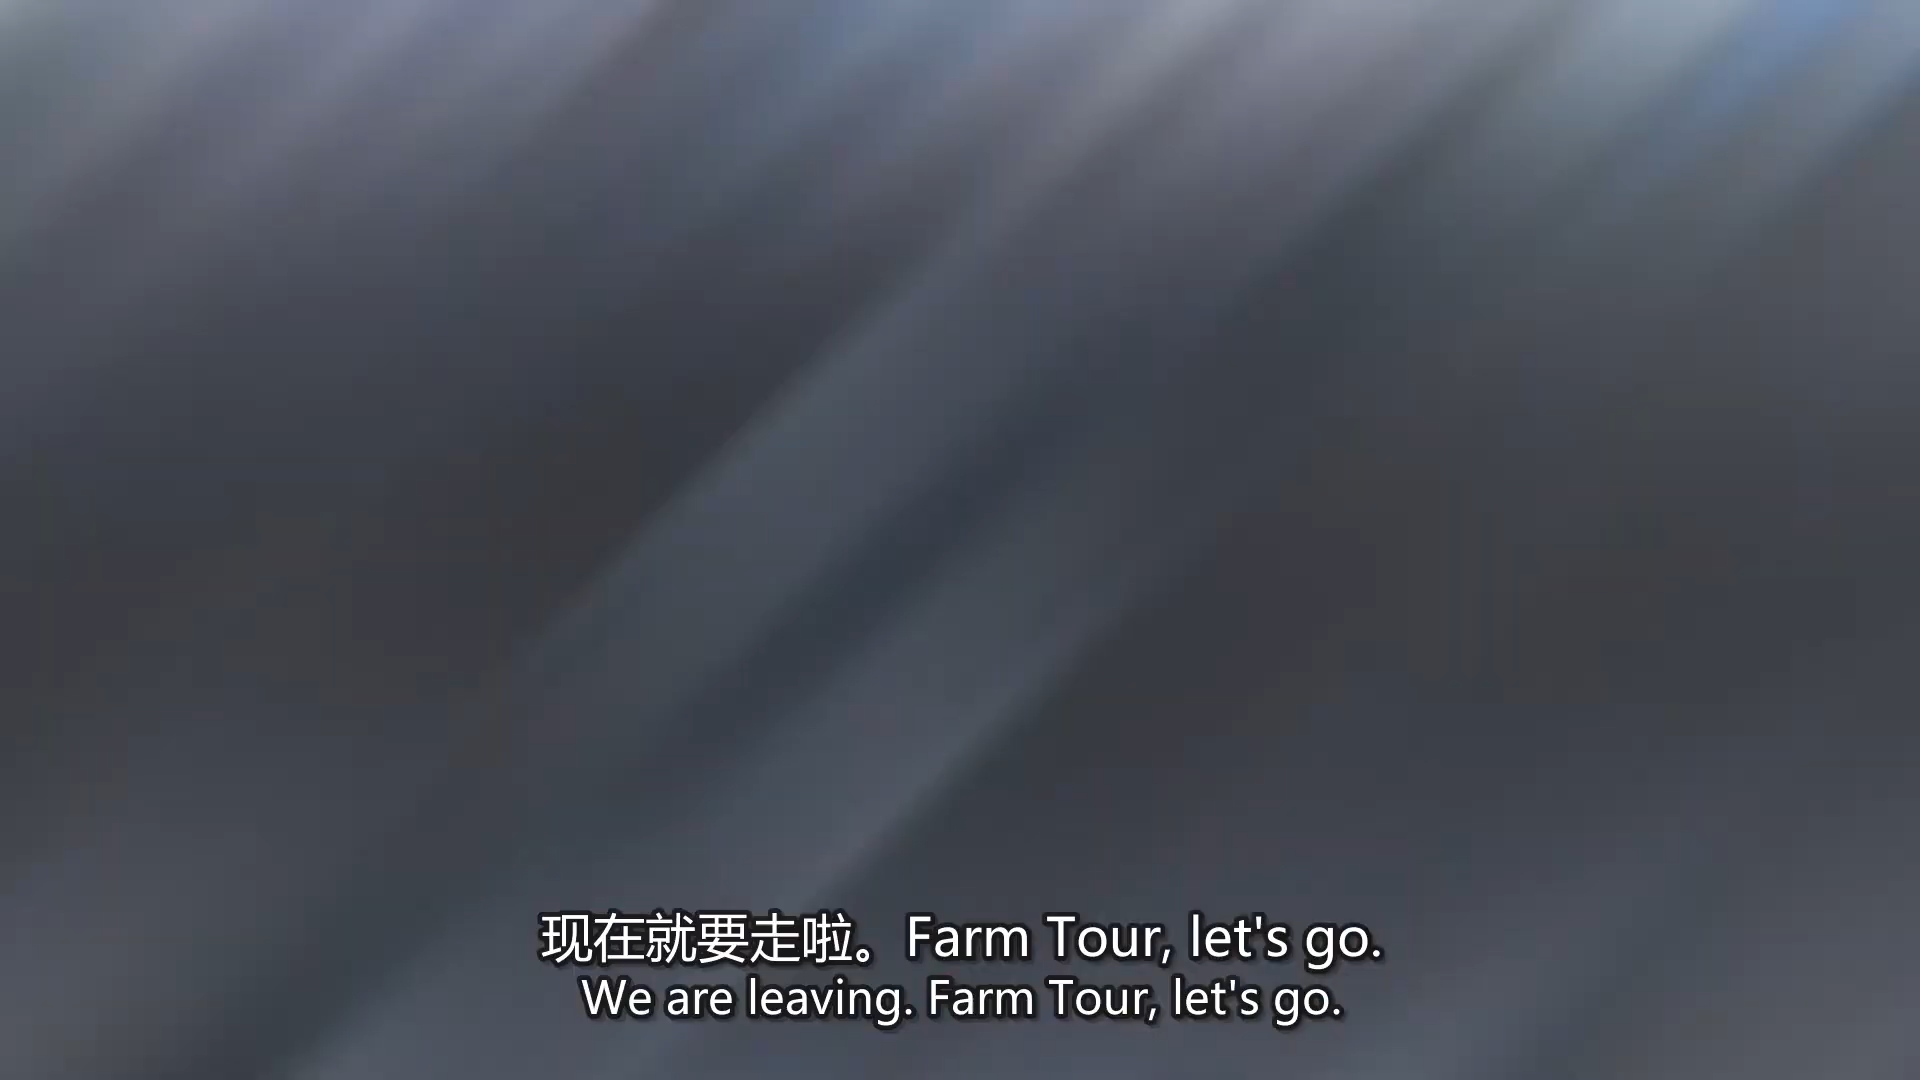 现在就要走啦。Farm Tour, let's go.
We are leaving. Farm Tour, let's go.